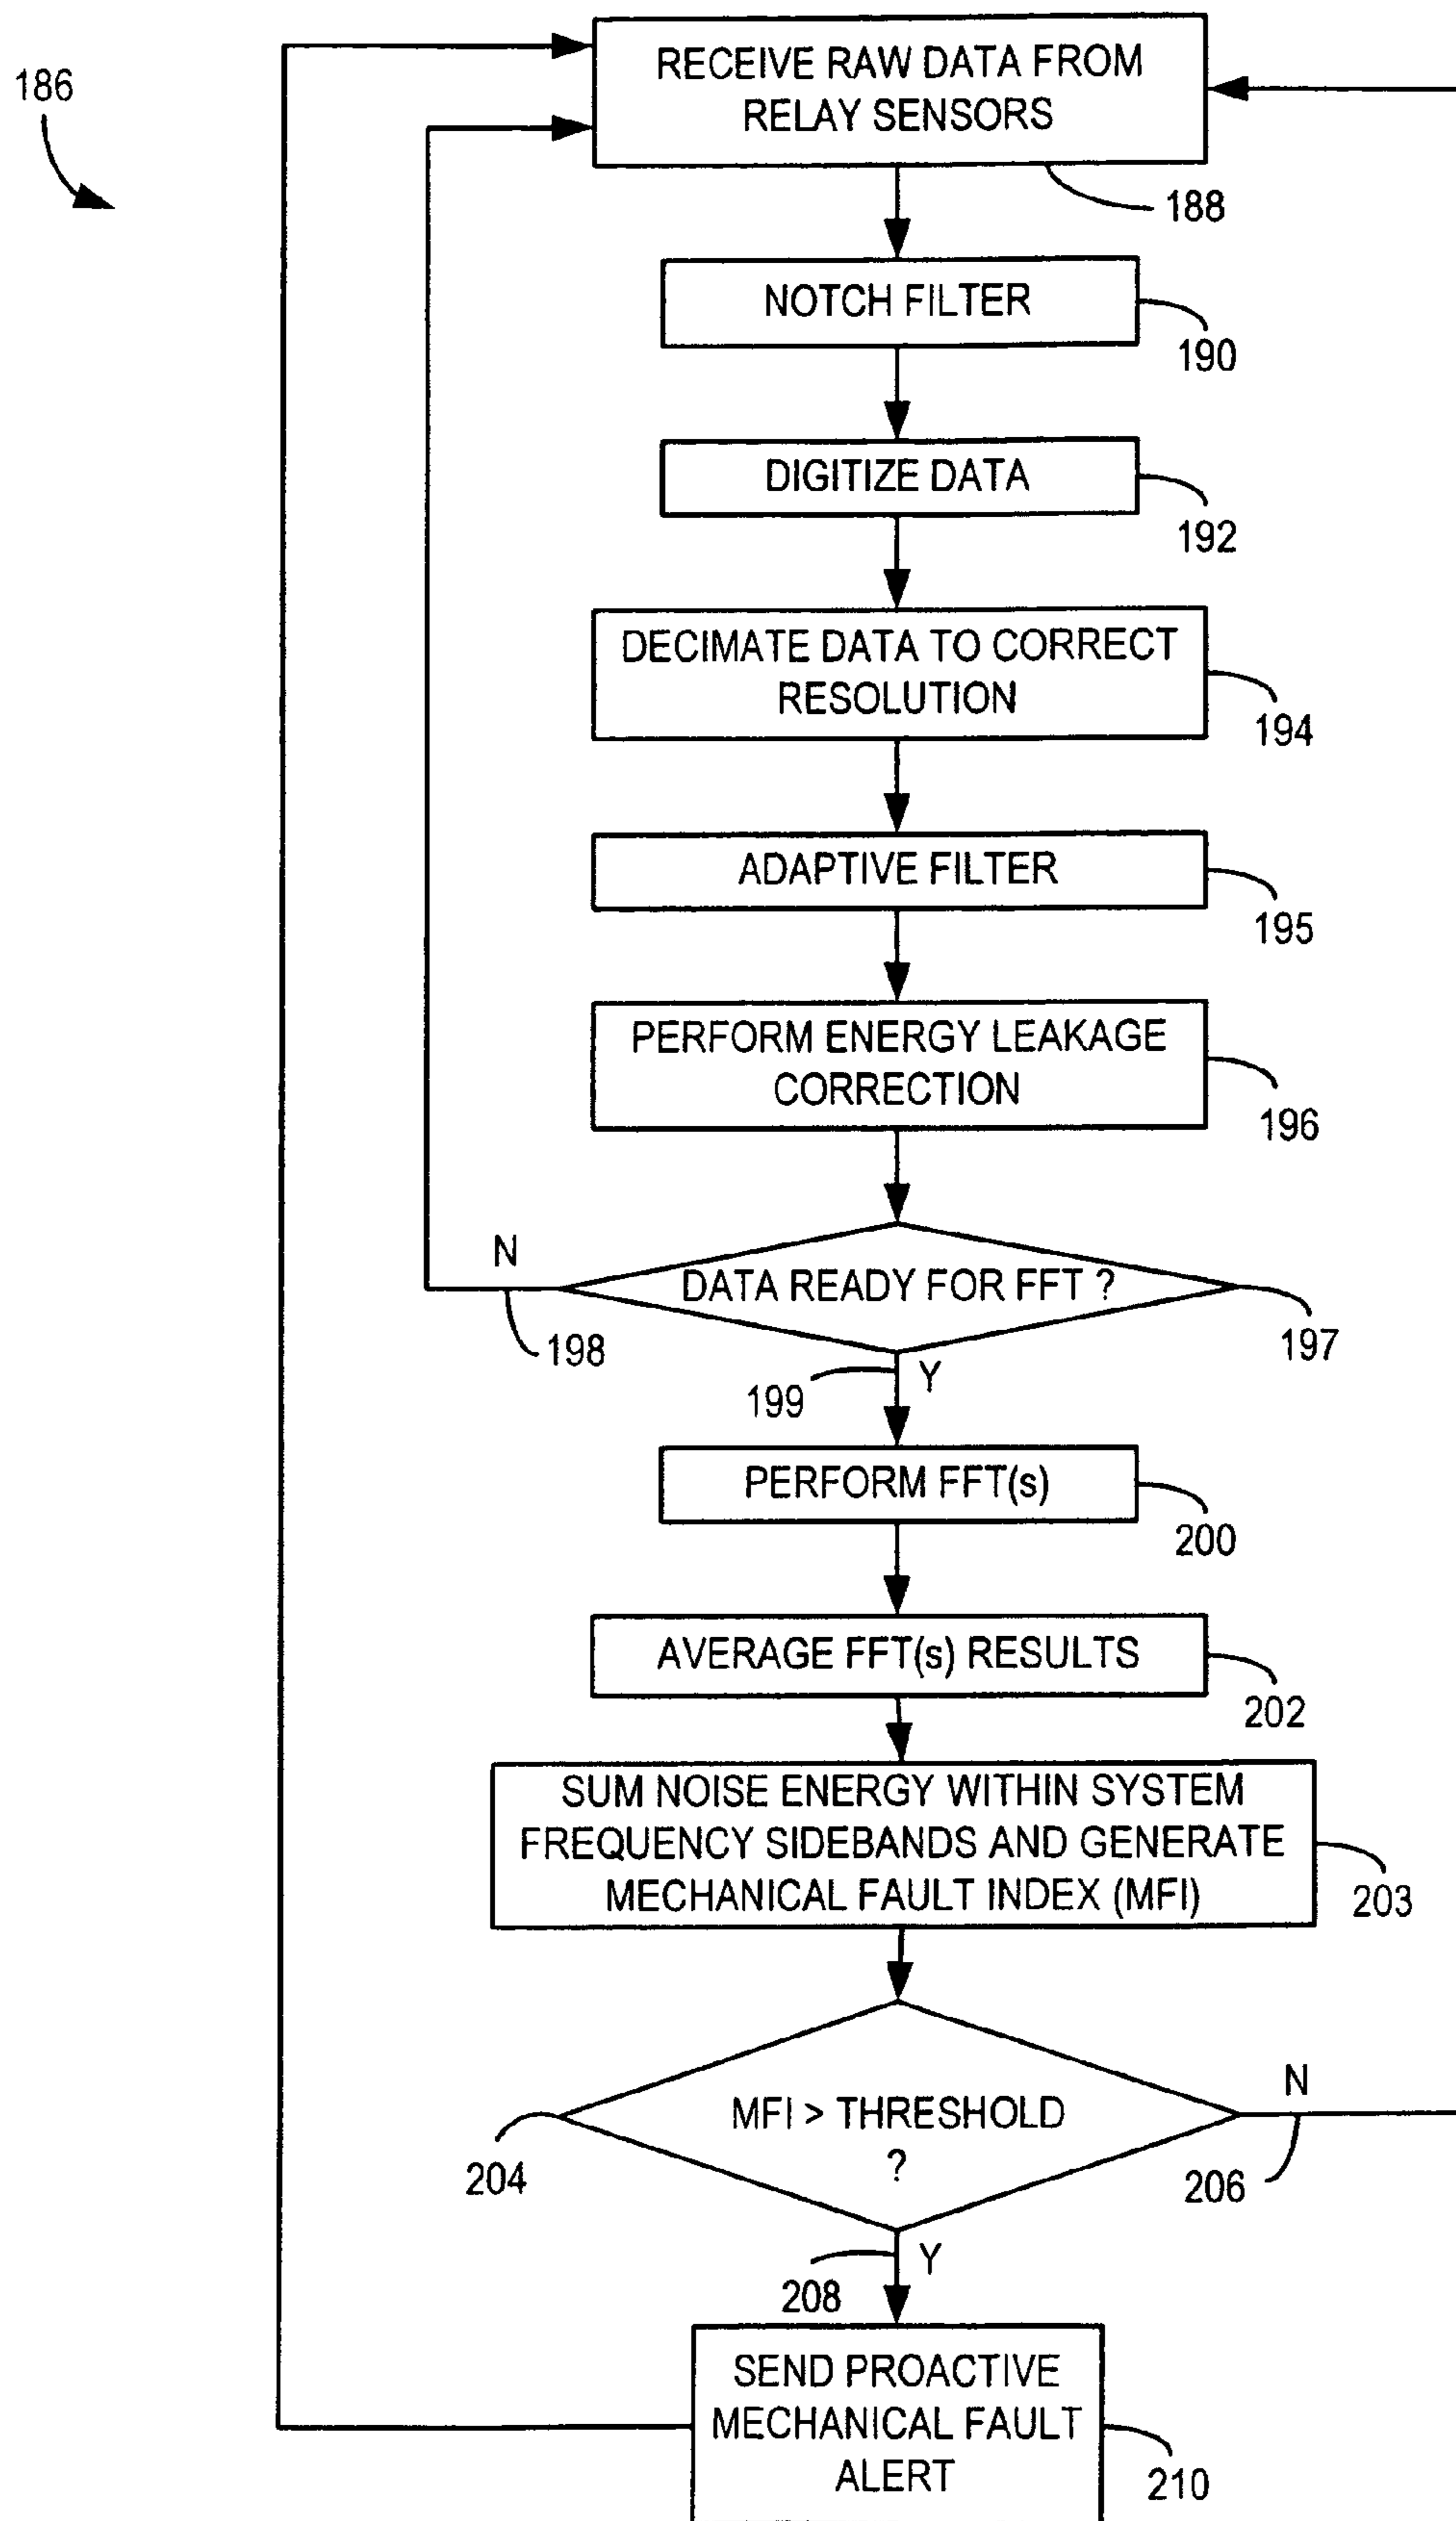 186
RECEIVE RAW DATA FROM
RELAY SENSORS
188
NOTCH FILTER
190
DIGITIZE DATA
192
DECIMATE DATA TO CORRECT
RESOLUTION
194
ADAPTIVE FILTER
195
PERFORM ENERGY LEAKAGE
CORRECTION
196
N
DATA READY FOR FFT ?
198
197
199
Y
PERFORM FFT(s)
200
AVERAGE FFT(s) RESULTS
202
SUM NOISE ENERGY WITHIN SYSTEM
FREQUENCY SIDEBANDS AND GENERATE
MECHANICAL FAULT INDEX (MFI)
203
N
MFI > THRESHOLD
?
204
206
Y
208
SEND PROACTIVE
MECHANICAL FAULT
ALERT
210